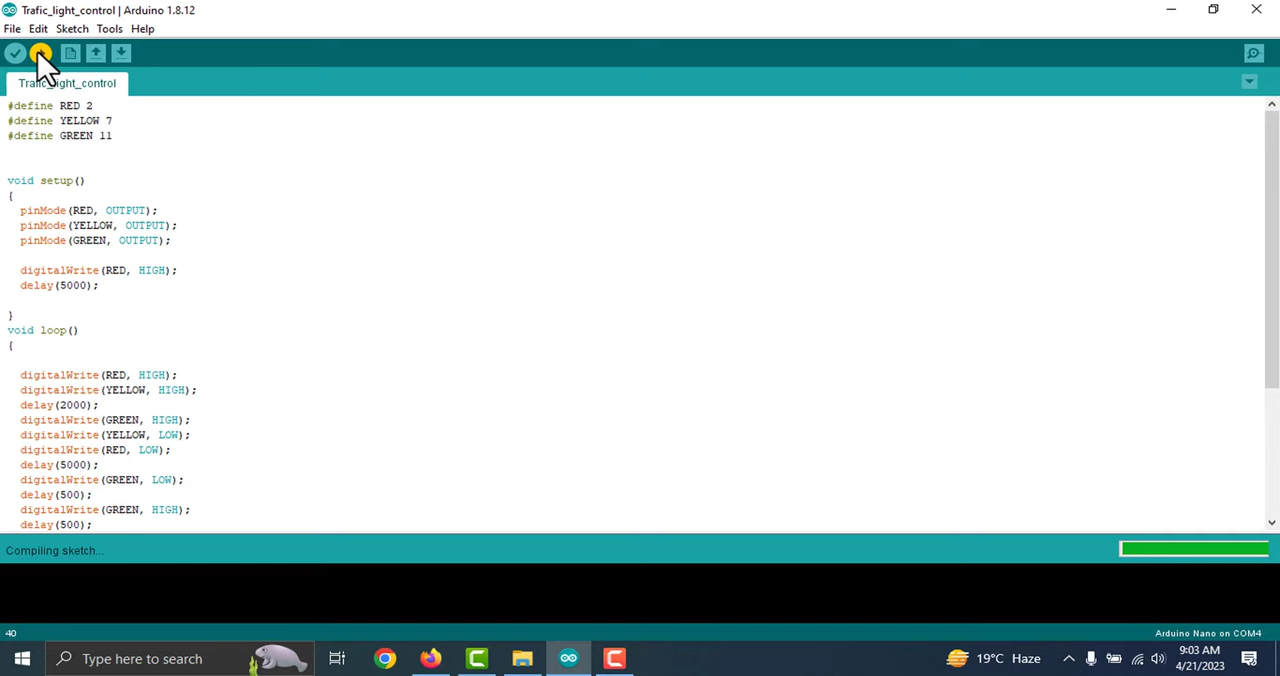 Trafic_light_control | Arduino 1.8.12
File Edit Sketch Tools Help
Trafic_light_control
#define RED 2
#define YELLOW 7
#define GREEN 11
void setup()
{
pinMode(RED, OUTPUT);
pinMode(YELLOW, OUTPUT);
pinMode(GREEN, OUTPUT);
digitalWrite(RED, HIGH);
delay(5000);
}
void loop()
{
digitalWrite(RED, HIGH);
digitalWrite(YELLOW, HIGH);
delay(2000);
digitalWrite(GREEN, HIGH);
digitalWrite(YELLOW, LOW);
digitalWrite(RED, LOW);
delay(5000);
digitalWrite(GREEN, LOW);
delay(500);
digitalWrite(GREEN, HIGH);
delay(500);
Compiling sketch...
40
Arduino Nano on COM4
Type here to search
19°C Haze
9:03 AM
4/21/2023